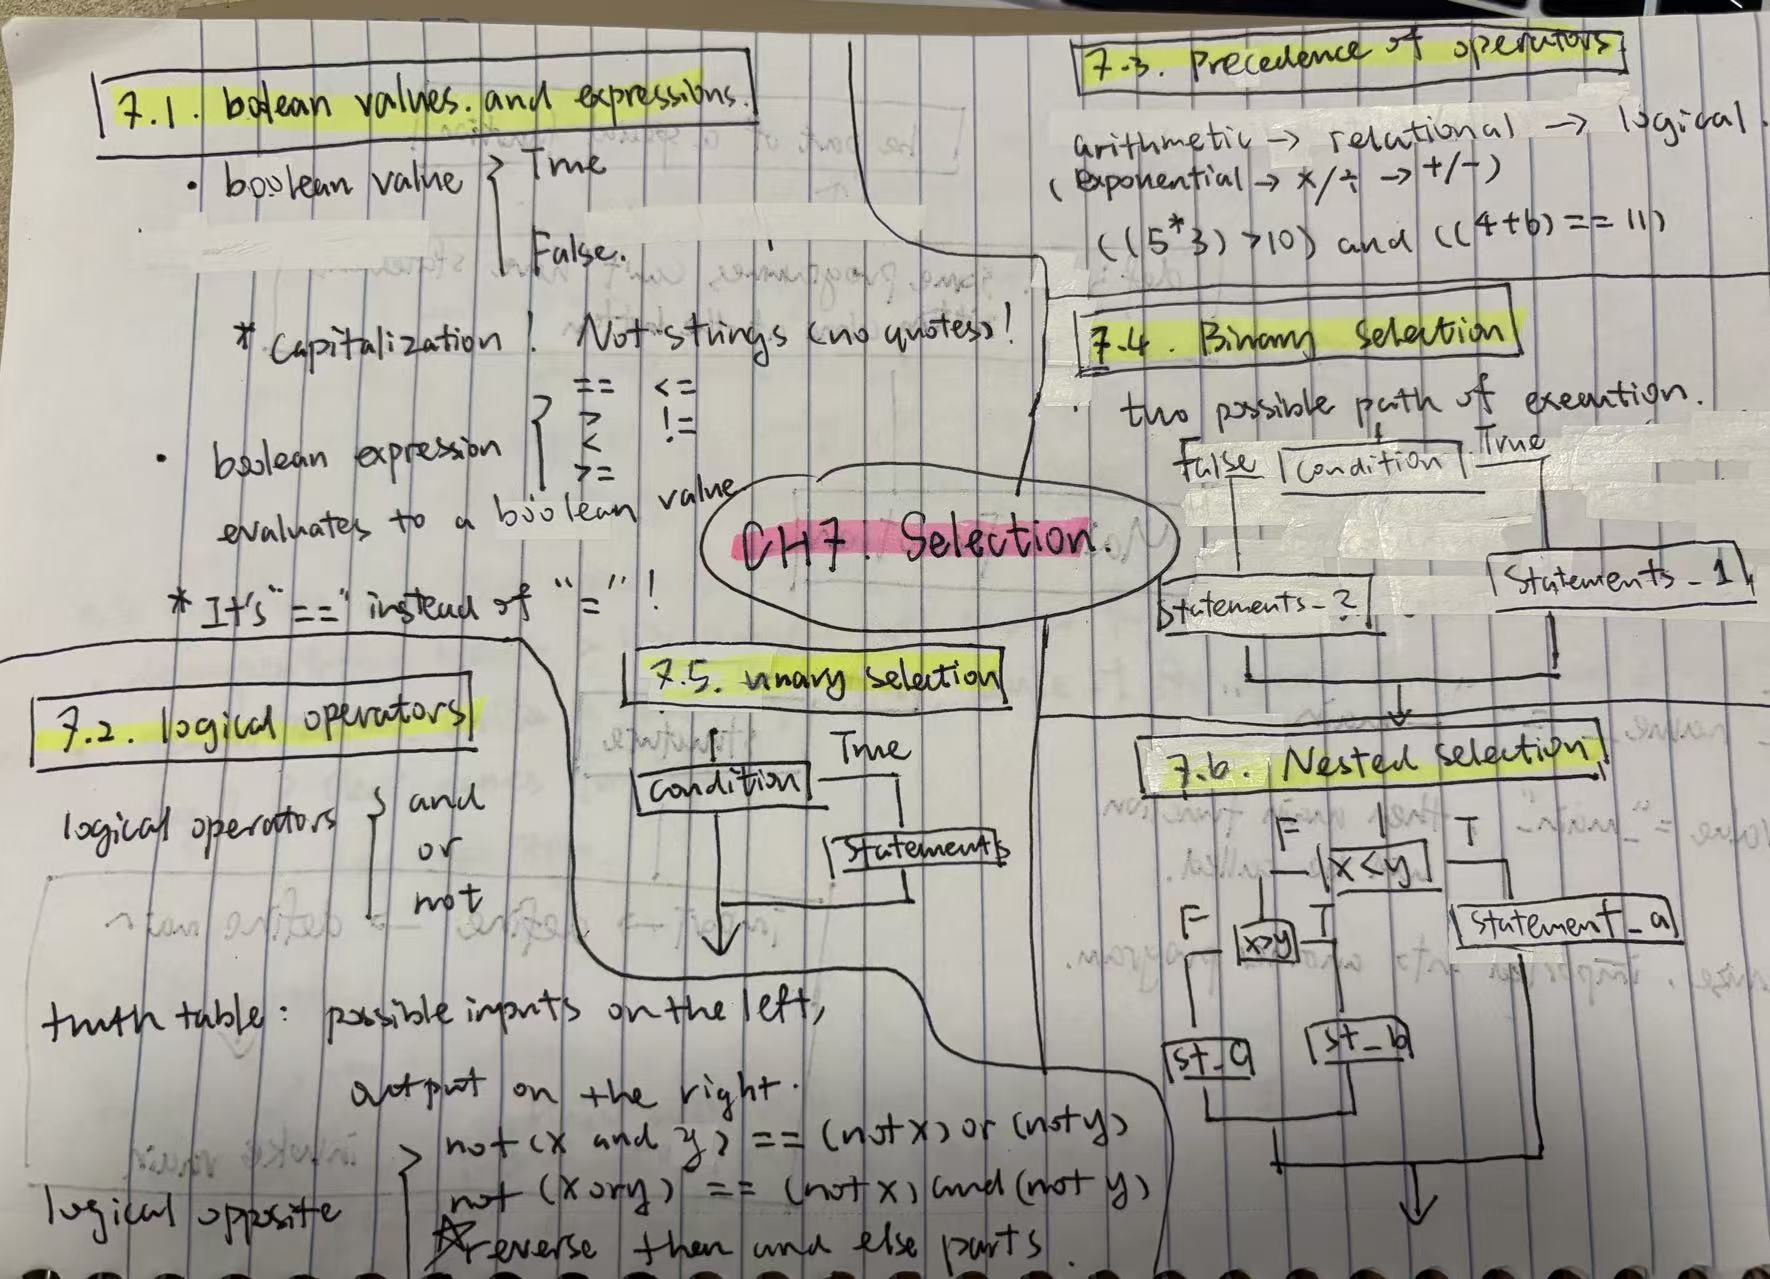 7.1. bolean values. and expressions.
• boolean value { True
False.
* Capitalization! Not strings (no quotes)!
• boolean expression { == <=
> !=
<
>=
evaluates to a boolean value
* It's "==" instead of "="!
7.2. logical operators
logical operators { and
or
not
truth table: possible inputs on the left,
output on the right.
logical opposite { not (x and y) == (not x) or (not y)
not (x or y) == (not x) and (not y)
☆ reverse then and else parts.
CH7: Selection.
7.3. Precedence of operators
arithmetic → relational → logical.
(exponential → ×/÷ → +/-)
((5*3) >10) and ((4+6) == 11)
7.4. Binary selection
• two possible path of execution.
False condition True
Statements_2 Statements_1
7.5. unary selection
condition True
Statements
7.6. Nested selection
F x<y T
F x>y T statement_a
st_c st_b